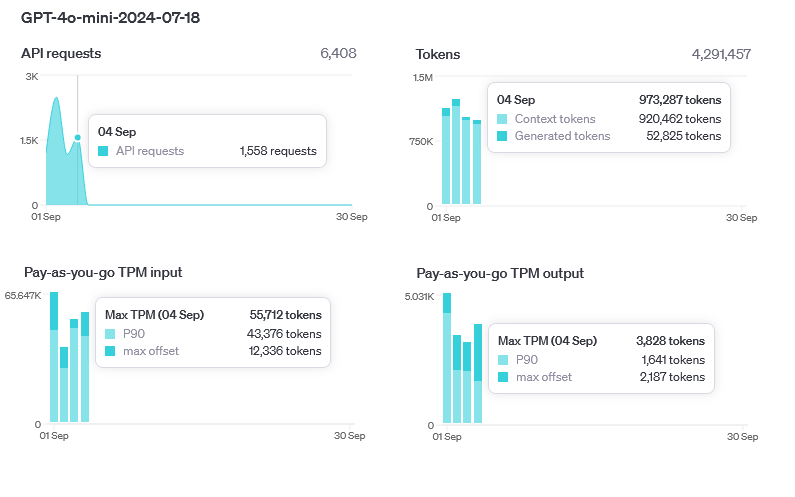 GPT-4o-mini-2024-07-18
API requests 6,408
3K
1.5K
0
01 Sep 30 Sep
04 Sep
API requests 1,558 requests
Tokens 4,291,457
1.5M
750K
0
01 Sep 30 Sep
04 Sep 973,287 tokens
Context tokens 920,462 tokens
Generated tokens 52,825 tokens
Pay-as-you-go TPM input
65.647K
0
01 Sep 30 Sep
Max TPM (04 Sep) 55,712 tokens
P90 43,376 tokens
max offset 12,336 tokens
Pay-as-you-go TPM output
5.031K
0
01 Sep 30 Sep
Max TPM (04 Sep) 3,828 tokens
P90 1,641 tokens
max offset 2,187 tokens